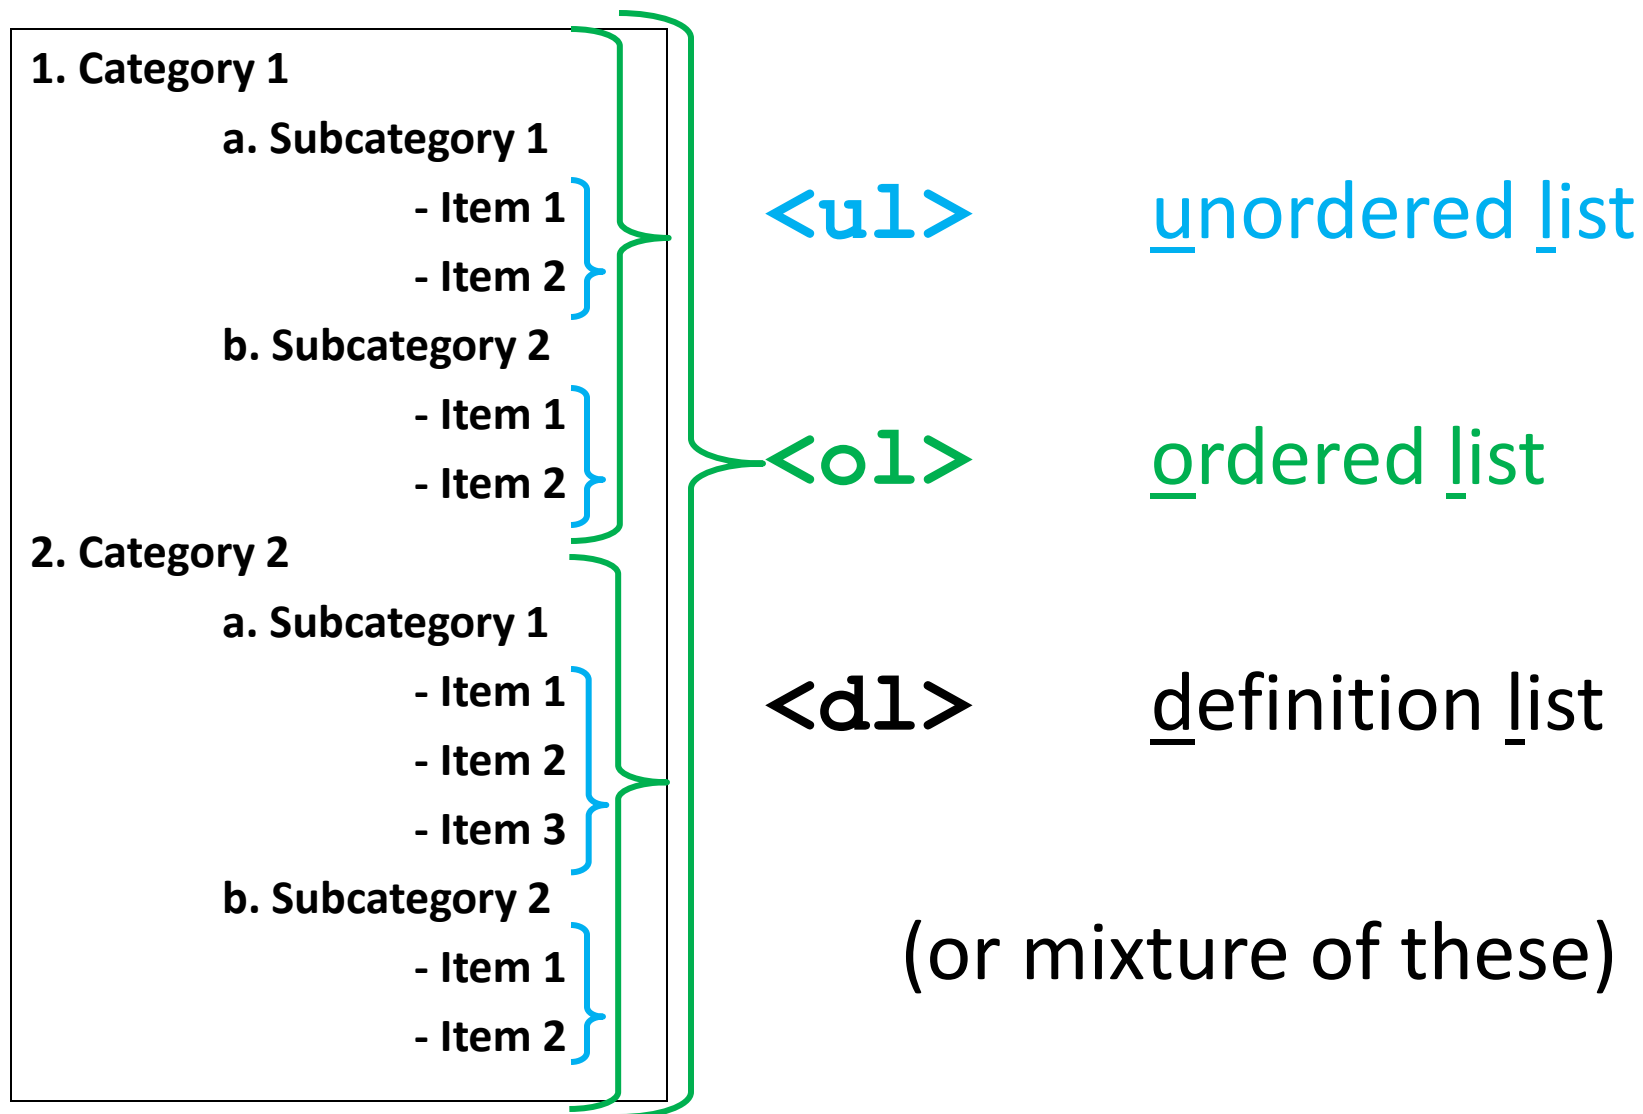 1. Category 1
a. Subcategory 1
- Item 1
- Item 2
b. Subcategory 2
- Item 1
- Item 2
2. Category 2
a. Subcategory 1
- Item 1
- Item 2
- Item 3
b. Subcategory 2
- Item 1
- Item 2
<ul> unordered list
<ol> ordered list
<dl> definition list
(or mixture of these)